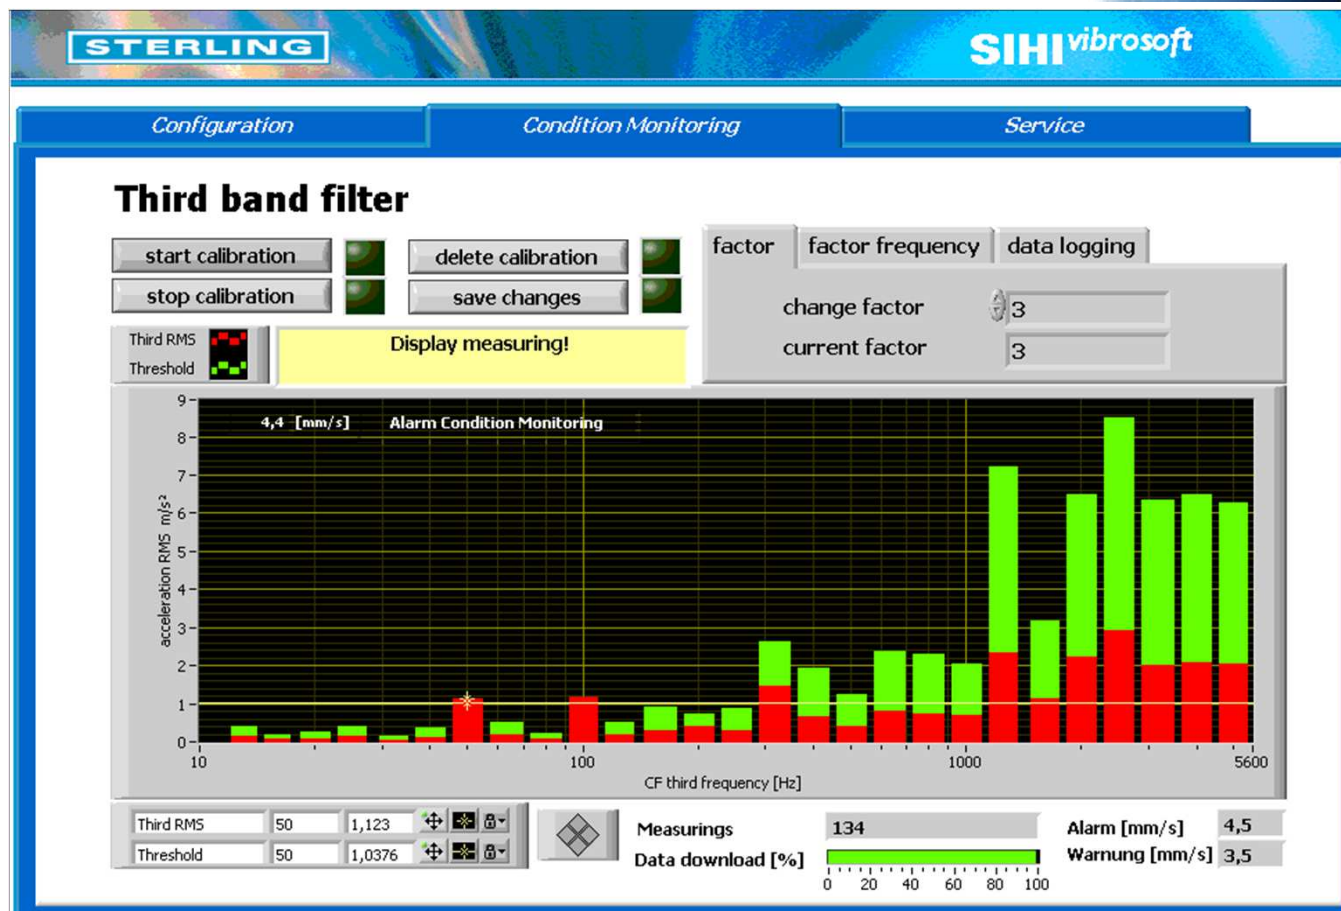 STERLING
SIHI vibrosoft
Configuration Condition Monitoring Service
Third band filter
start calibration delete calibration
stop calibration save changes
factor factor frequency data logging
change factor 3
current factor 3
Third RMS
Threshold
Display measuring!
4,4 [mm/s] Alarm Condition Monitoring
acceleration RMS m/s²
9
8
7
6
5
4
3
2
1
0
10 100 1000 5600
CF third frequency [Hz]
Third RMS 50 1,123
Threshold 50 1,0376
Measurings 134
Data download [%]
0 20 40 60 80 100
Alarm [mm/s] 4,5
Warnung [mm/s] 3,5